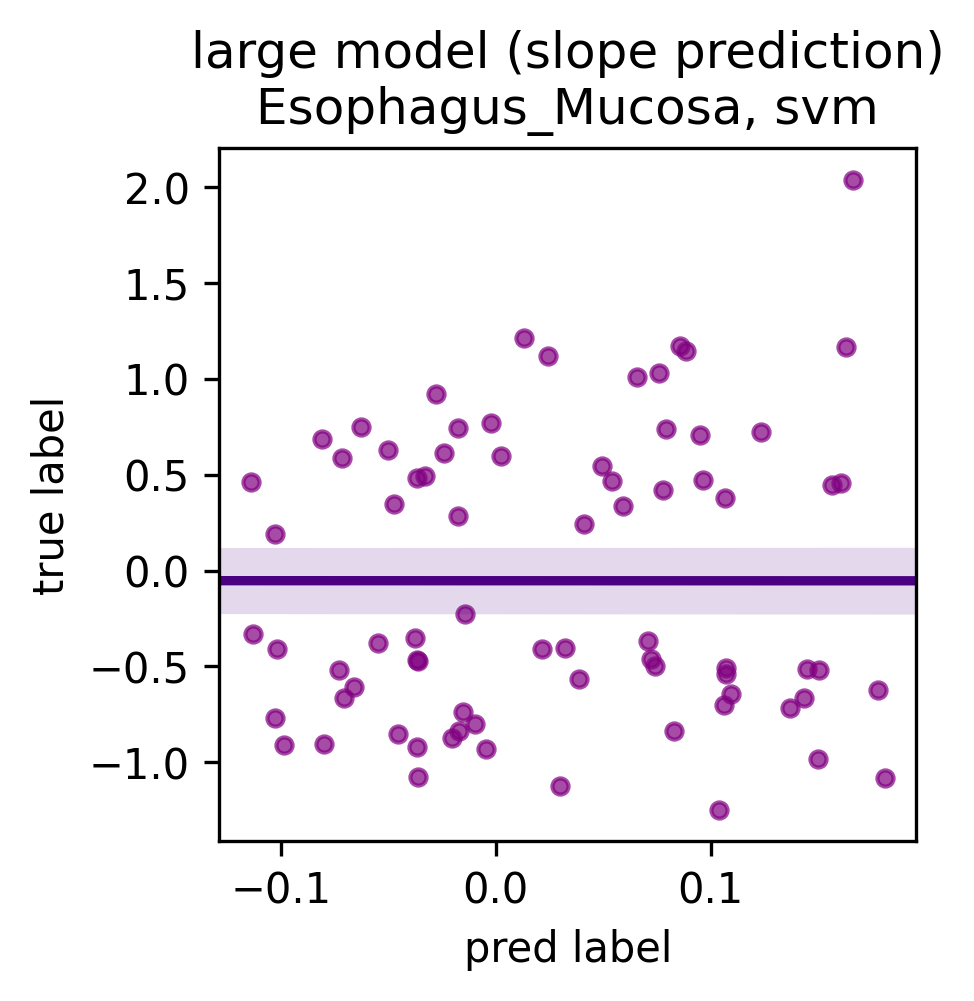 large model (slope prediction)
Esophagus_Mucosa, svm
2.0
1.5
1.0
0.5
0.0
−0.5
−1.0
true label
−0.1
0.0
0.1
pred label